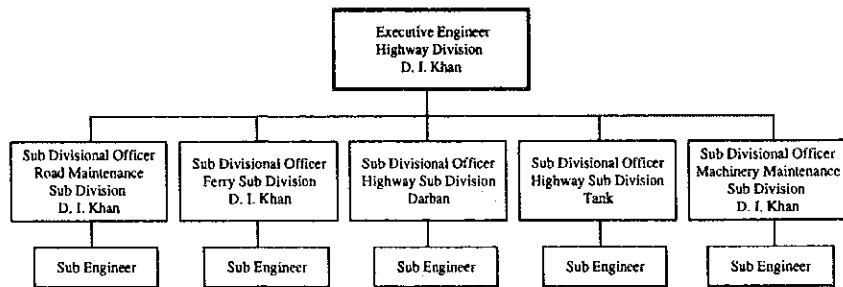 Executive Engineer
Highway Division
D. I. Khan
Sub Divisional Officer
Road Maintenance
Sub Division
D. I. Khan
Sub Divisional Officer
Ferry Sub Division
D. I. Khan
Sub Divisional Officer
Highway Sub Division
Darban
Sub Divisional Officer
Highway Sub Division
Tank
Sub Divisional Officer
Machinery Maintenance
Sub Division
D. I. Khan
Sub Engineer
Sub Engineer
Sub Engineer
Sub Engineer
Sub Engineer